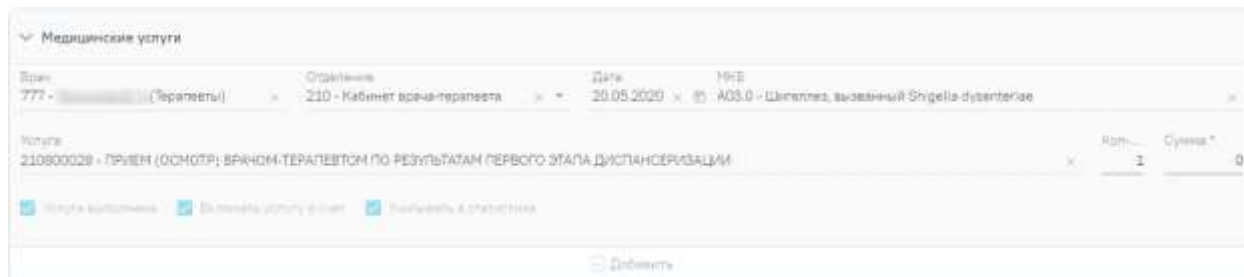 Медицинские услуги
Врач Отделение Дата МКБ
777 - (Терапевты) 210 - Кабинет врача-терапевта 20.05.2020 A03.0 - Шигеллез, вызванный Shigella dysenteriae
Услуга Кол-... Сумма *
210800028 - ПРИЕМ (ОСМОТР) ВРАЧОМ-ТЕРАПЕВТОМ ПО РЕЗУЛЬТАТАМ ПЕРВОГО ЭТАПА ДИСПАНСЕРИЗАЦИИ 1 0
Услуга выполнена Включать услугу в счет Учитывать в статистике
Добавить